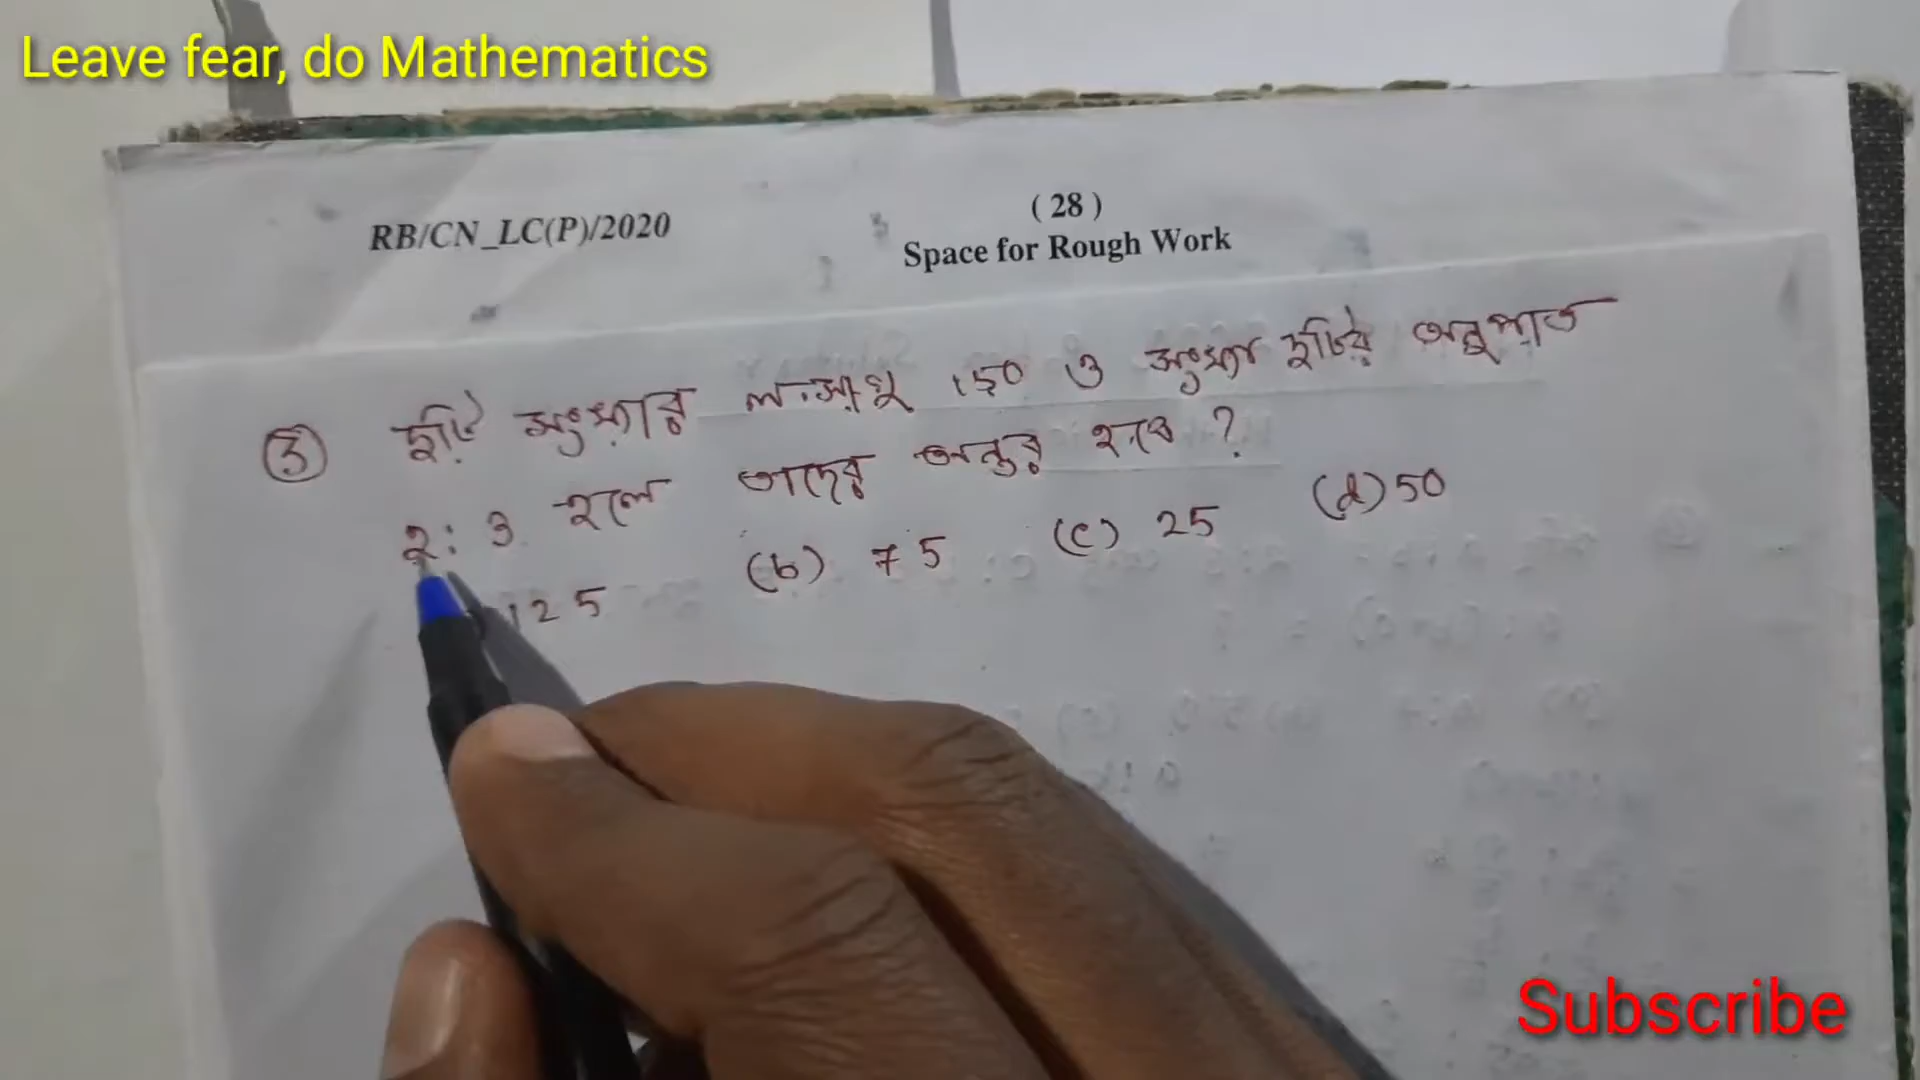 Leave fear, do Mathematics
RB/CN_LC(P)/2020
( 28 )
Space for Rough Work
③ দুটি সংখ্যার ল.সা.গু 150 ও সংখ্যা দুটির অনুপাত
2: 3 হলে তাদের অন্তর হবে ?
125 (b) 75 (c) 25 (d) 50
Subscribe